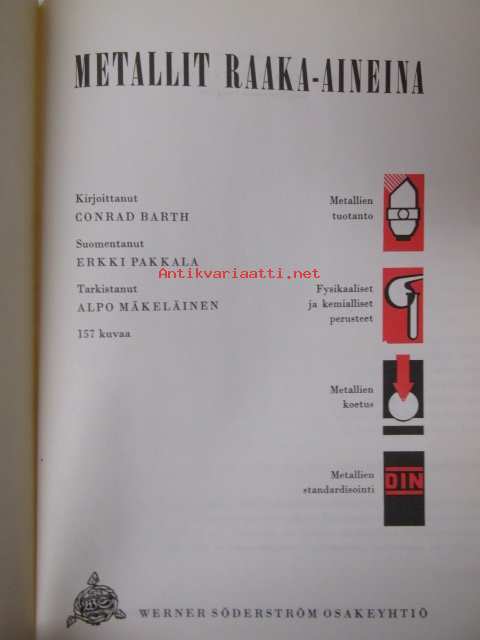 METALLIT RAAKA-AINEINA
Kirjoittanut
CONRAD BARTH
Suomentanut
ERKKI PAKKALA
Tarkistanut
ALPO MÄKELÄINEN
157 kuvaa
Metallien
tuotanto
Fysikaaliset
ja kemialliset
perusteet
Metallien
koetus
Metallien
standardisointi
DIN
Antikvariaatti.net
WERNER SÖDERSTRÖM OSAKEYHTIÖ